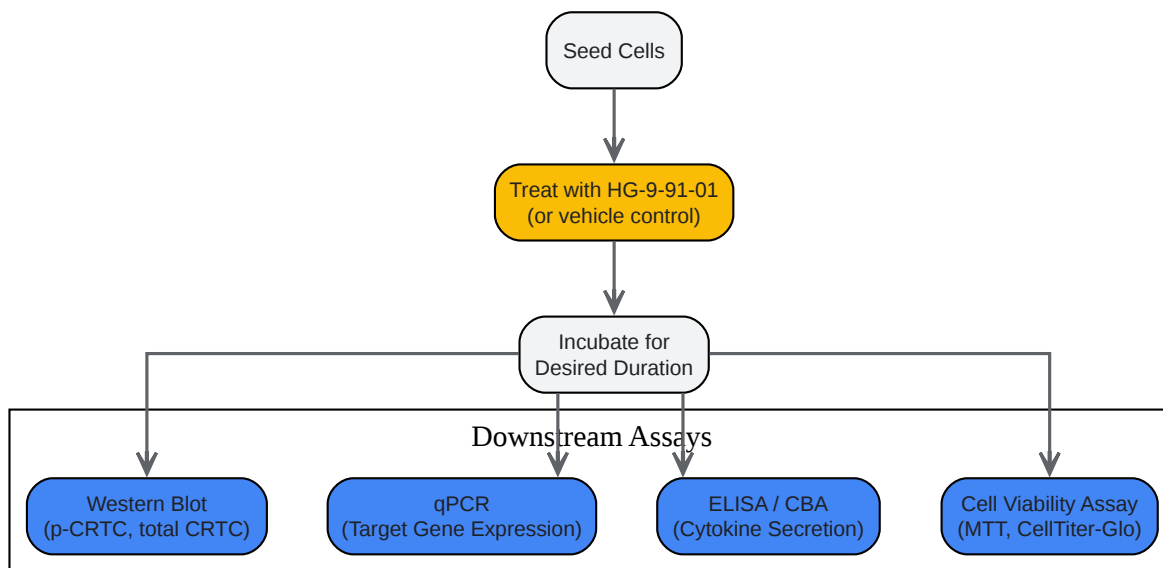 Seed Cells
Treat with HG-9-91-01
(or vehicle control)
Incubate for
Desired Duration
Downstream Assays
Western Blot
(p-CRTC, total CRTC)
qPCR
(Target Gene Expression)
ELISA / CBA
(Cytokine Secretion)
Cell Viability Assay
(MTT, CellTiter-Glo)